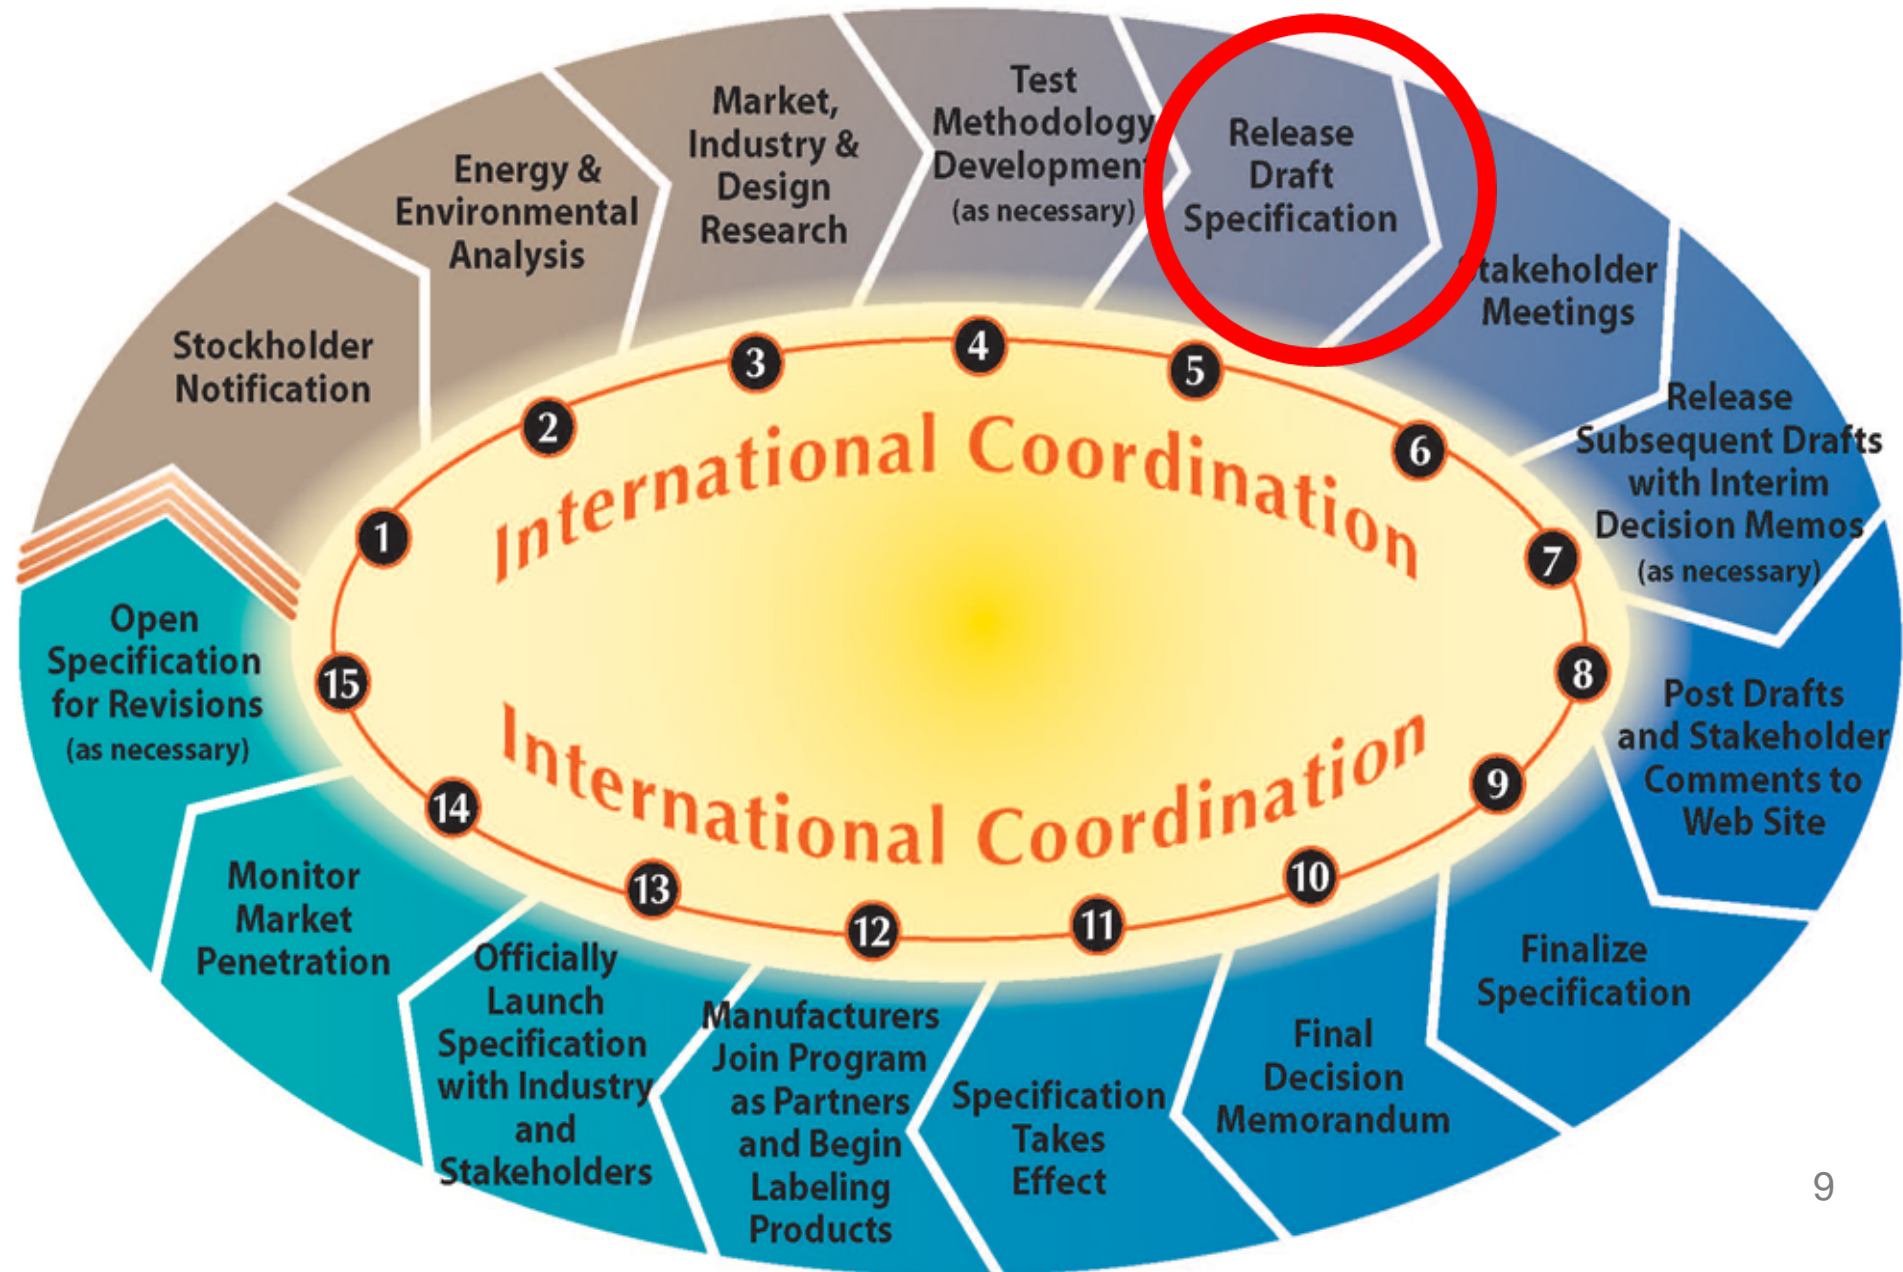 Stockholder
Notification
Energy &
Environmental
Analysis
Market,
Industry &
Design
Research
Test
Methodology
Development
(as necessary)
Release
Draft
Specification
Stakeholder
Meetings
Release
Subsequent Drafts
with Interim
Decision Memos
(as necessary)
Post Drafts
and Stakeholder
Comments to
Web Site
Finalize
Specification
Final
Decision
Memorandum
Specification
Takes
Effect
Manufacturers
Join Program
as Partners
and Begin
Labeling
Products
Officially
Launch
Specification
with Industry
and
Stakeholders
Monitor
Market
Penetration
Open
Specification
for Revisions
(as necessary)
1
2
3
4
5
6
7
8
9
10
11
12
13
14
15
International Coordination
International Coordination
9